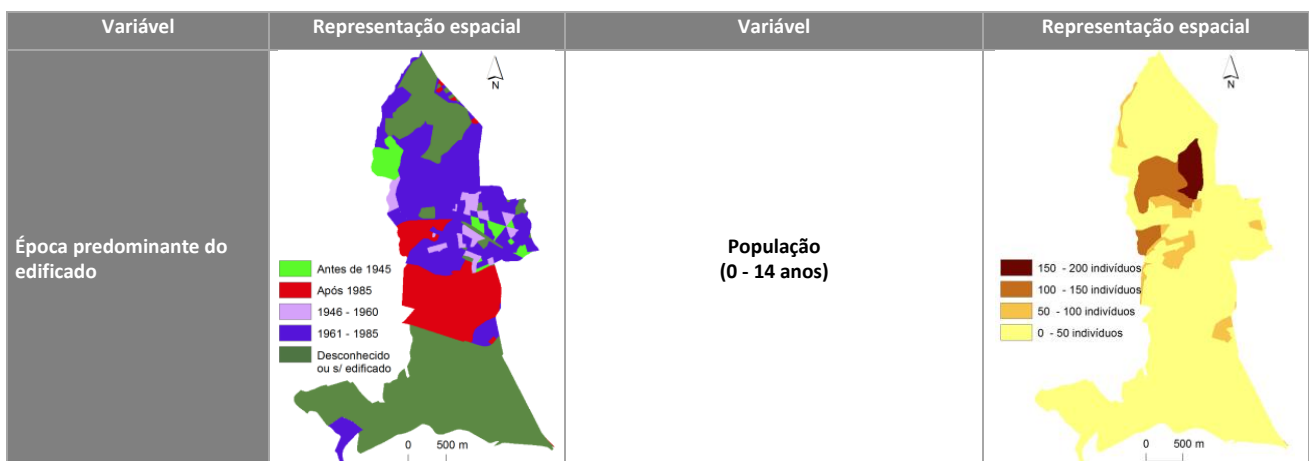 Variável
Representação espacial
Variável
Representação espacial
Época predominante do
edificado
N
Antes de 1945
Após 1985
1946 - 1960
1961 - 1985
Desconhecido
ou s/ edificado
0 500 m
População
(0 - 14 anos)
N
150 - 200 indivíduos
100 - 150 indivíduos
50 - 100 indivíduos
0 - 50 indivíduos
0 500 m